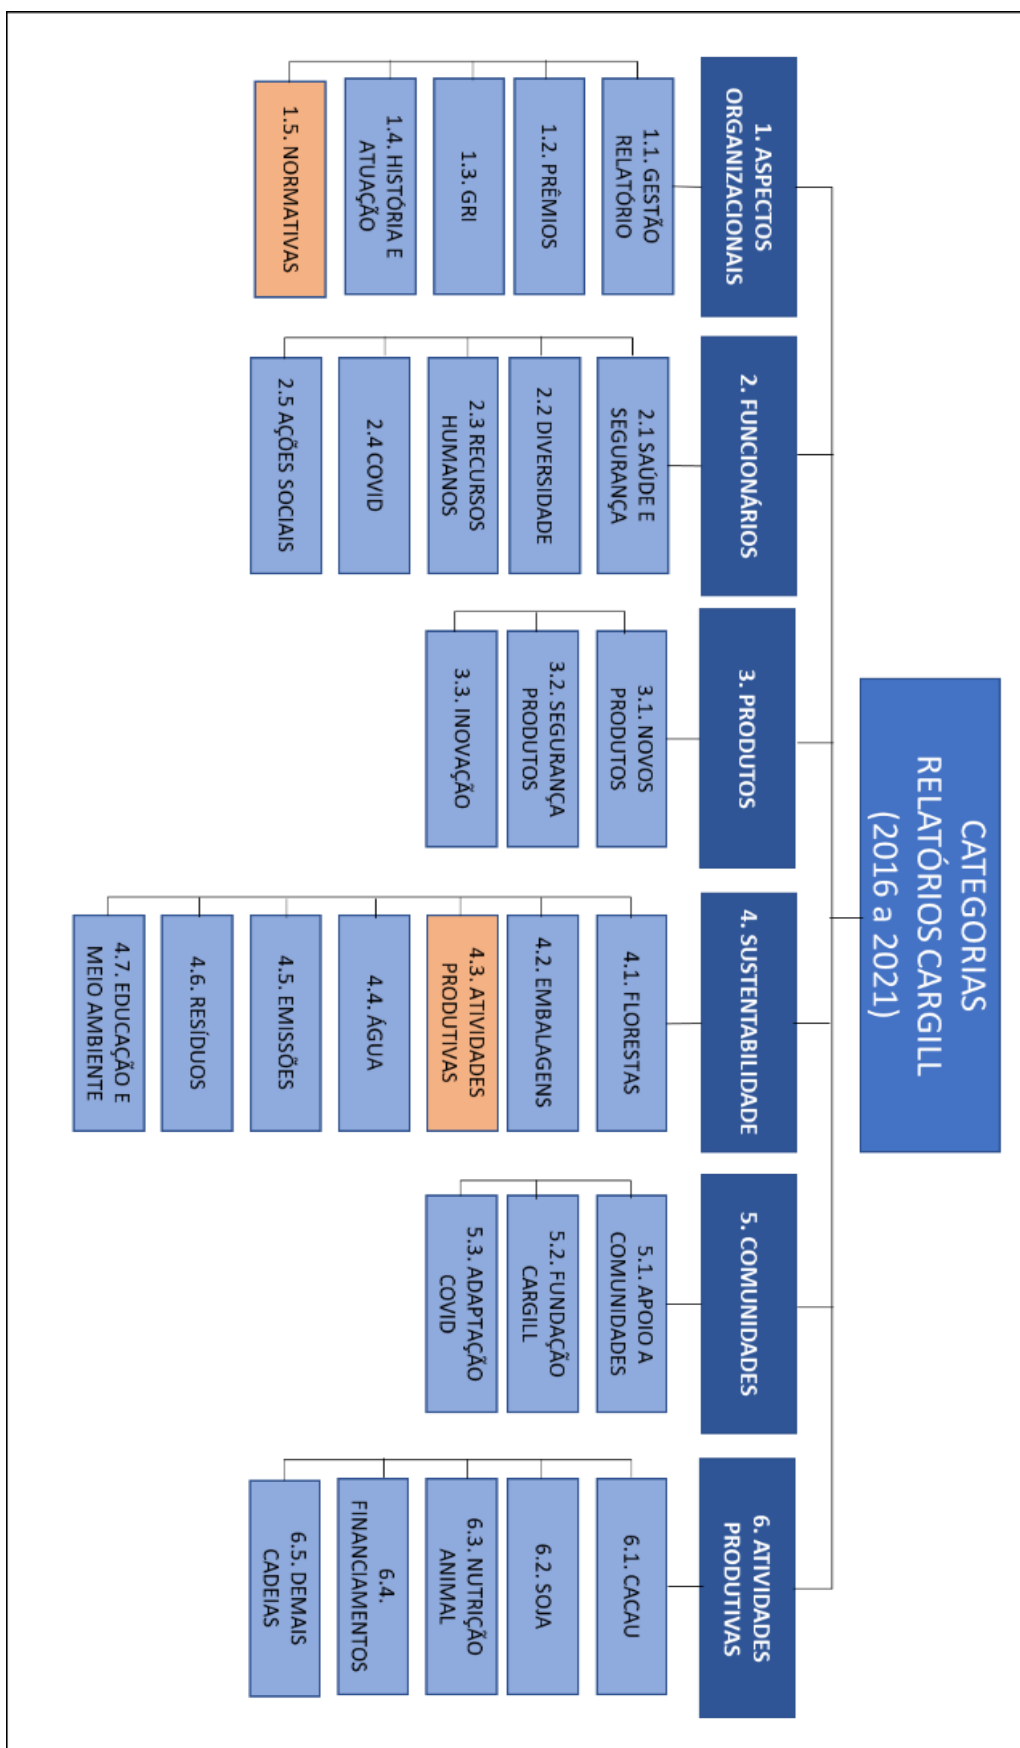 CATEGORIAS
RELATÓRIOS CARGILL
(2016 a 2021)
1. ASPECTOS
ORGANIZACIONAIS
1.1. GESTÃO
RELATÓRIO
1.2. PRÊMIOS
1.3. GRI
1.4. HISTÓRIA E
ATUAÇÃO
1.5. NORMATIVAS
2. FUNCIONÁRIOS
2.1 SAÚDE E
SEGURANÇA
2.2 DIVERSIDADE
2.3 RECURSOS
HUMANOS
2.4 COVID
2.5 AÇÕES SOCIAIS
3. PRODUTOS
3.1. NOVOS
PRODUTOS
3.2. SEGURANÇA
PRODUTOS
3.3. INOVAÇÃO
4. SUSTENTABILIDADE
4.1. FLORESTAS
4.2. EMBALAGENS
4.3. ATIVIDADES
PRODUTIVAS
4.4. ÁGUA
4.5. EMISSÕES
4.6. RESÍDUOS
4.7. EDUCAÇÃO E
MEIO AMBIENTE
5. COMUNIDADES
5.1. APOIO A
COMUNIDADES
5.2. FUNDAÇÃO
CARGILL
5.3. ADAPTAÇÃO
COVID
6. ATIVIDADES
PRODUTIVAS
6.1. CACAU
6.2. SOJA
6.3. NUTRIÇÃO
ANIMAL
6.4.
FINANCIAMENTOS
6.5. DEMAIS
CADEIAS